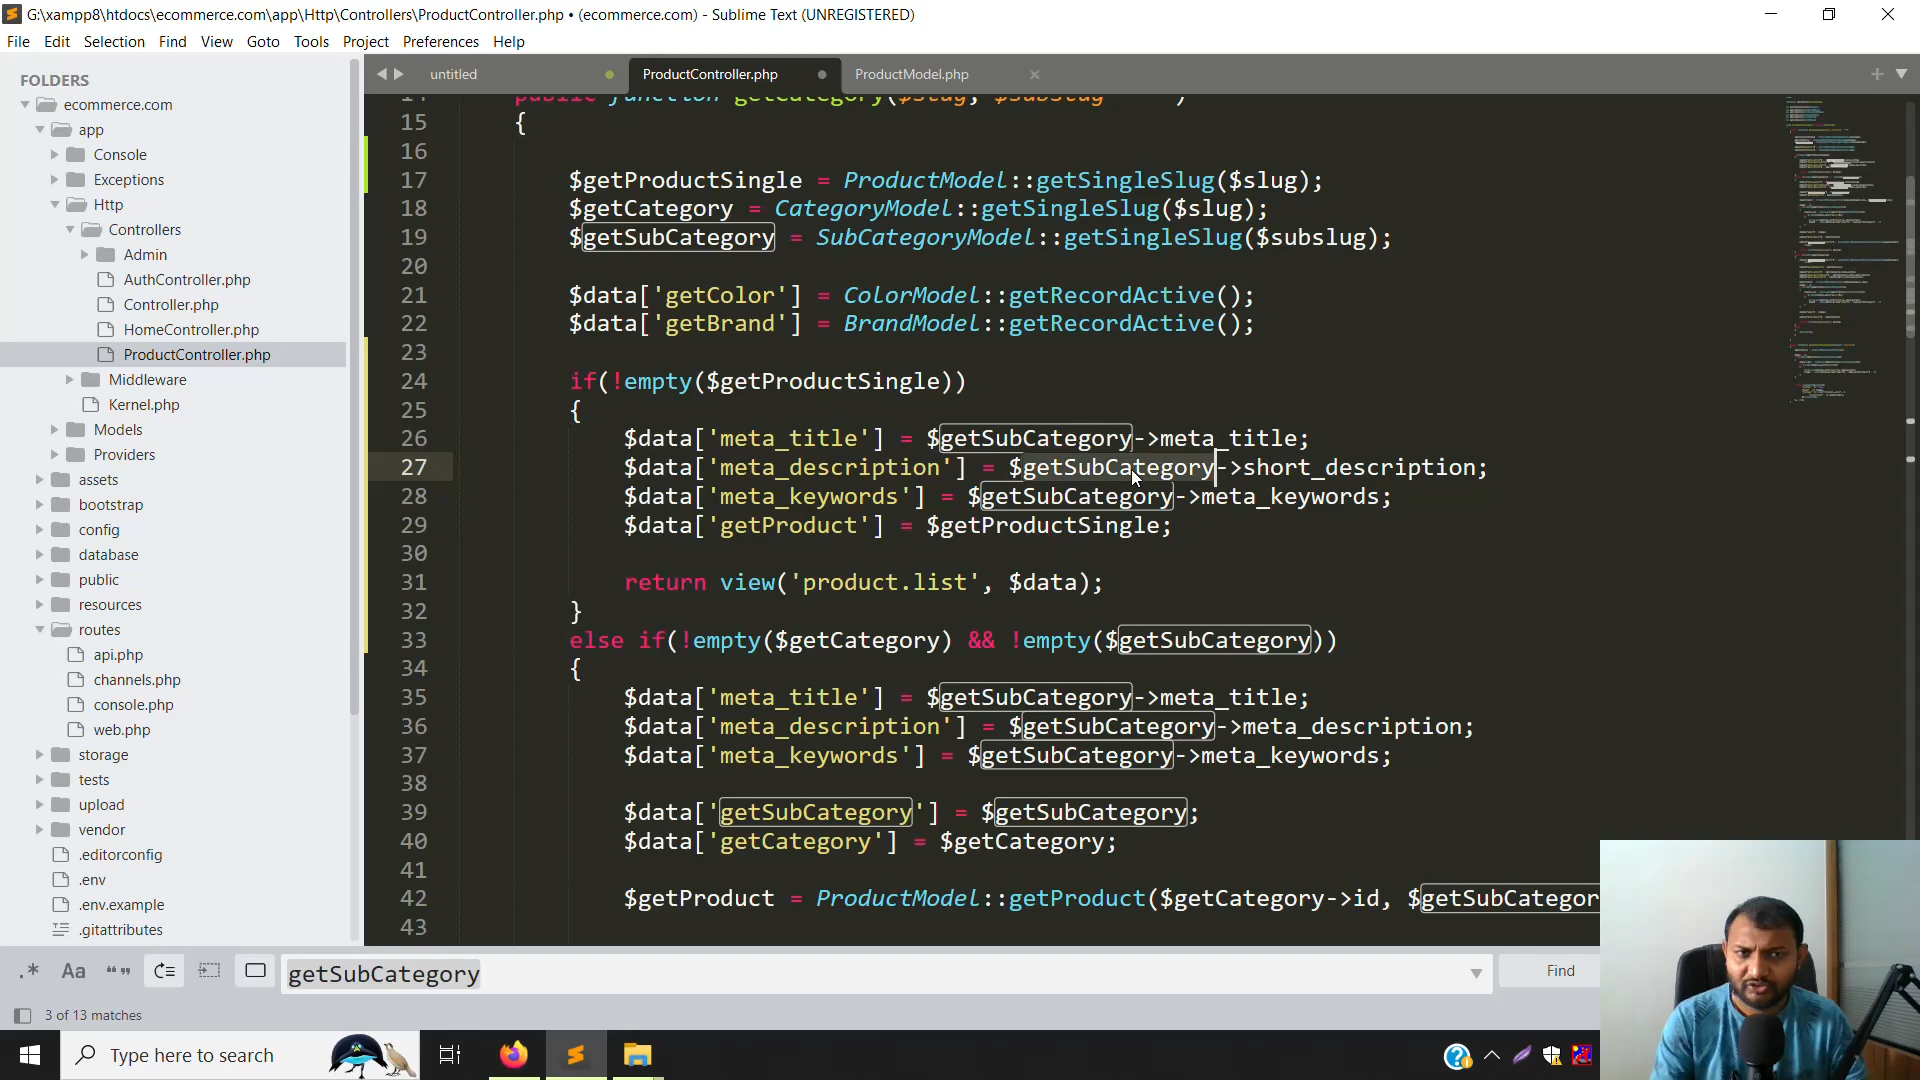 G:\xampp8\htdocs\ecommerce.com\app\Http\Controllers\ProductController.php • (ecommerce.com) - Sublime Text (UNREGISTERED)
File Edit Selection Find View Goto Tools Project Preferences Help
FOLDERS
ecommerce.com
app
Console
Exceptions
Http
Controllers
Admin
AuthController.php
Controller.php
HomeController.php
ProductController.php
Middleware
Kernel.php
Models
Providers
assets
bootstrap
config
database
public
resources
routes
api.php
channels.php
console.php
web.php
storage
tests
upload
vendor
.editorconfig
.env
.env.example
.gitattributes
untitled ProductController.php ProductModel.php
14 public function getCategory($slug, $subslug )
15 {
16
17 $getProductSingle = ProductModel::getSingleSlug($slug);
18 $getCategory = CategoryModel::getSingleSlug($slug);
19 $getSubCategory = SubCategoryModel::getSingleSlug($subslug);
20
21 $data['getColor'] = ColorModel::getRecordActive();
22 $data['getBrand'] = BrandModel::getRecordActive();
23
24 if(!empty($getProductSingle))
25 {
26 $data['meta_title'] = $getSubCategory->meta_title;
27 $data['meta_description'] = $getSubCategory->short_description;
28 $data['meta_keywords'] = $getSubCategory->meta_keywords;
29 $data['getProduct'] = $getProductSingle;
30
31 return view('product.list', $data);
32 }
33 else if(!empty($getCategory) && !empty($getSubCategory))
34 {
35 $data['meta_title'] = $getSubCategory->meta_title;
36 $data['meta_description'] = $getSubCategory->meta_description;
37 $data['meta_keywords'] = $getSubCategory->meta_keywords;
38
39 $data['getSubCategory'] = $getSubCategory;
40 $data['getCategory'] = $getCategory;
41
42 $getProduct = ProductModel::getProduct($getCategory->id, $getSubCategor
43
.* Aa “” getSubCategory Find
3 of 13 matches
Type here to search